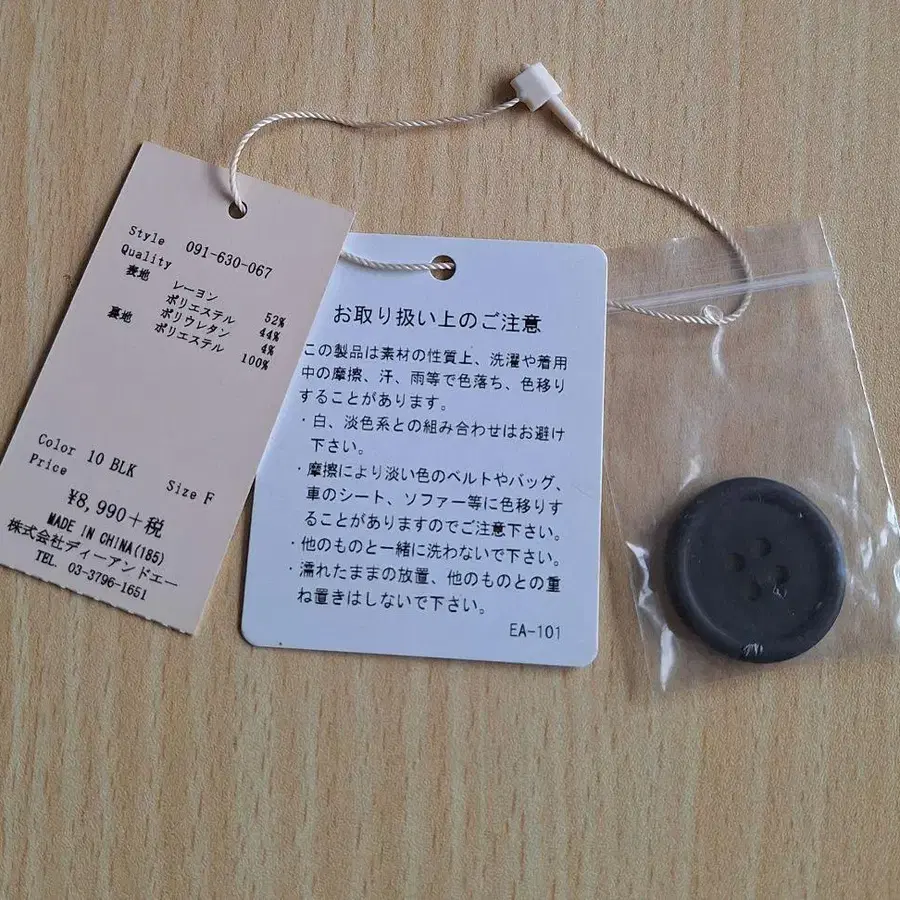 Style 091-630-067
Quality
表地 レーヨン 52%
ポリエステル 44%
ポリウレタン 4%
裏地 ポリエステル 100%
Color 10 BLK
Size F
Price
¥8,990+税
MADE IN CHINA(185)
株式会社ディーアンドエー
TEL. 03-3796-1651
お取り扱い上のご注意
この製品は素材の性質上、洗濯や着用
中の摩擦、汗、雨等で色落ち、色移り
することがあります。
・白、淡色系との組み合わせはお避け
下さい。
・摩擦により淡い色のベルトやバッグ、
車のシート、ソファー等に色移りす
ることがありますのでご注意下さい。
・他のものと一緒に洗わないで下さい。
・濡れたままの放置、他のものとの重
ね置きはしないで下さい。
EA-101